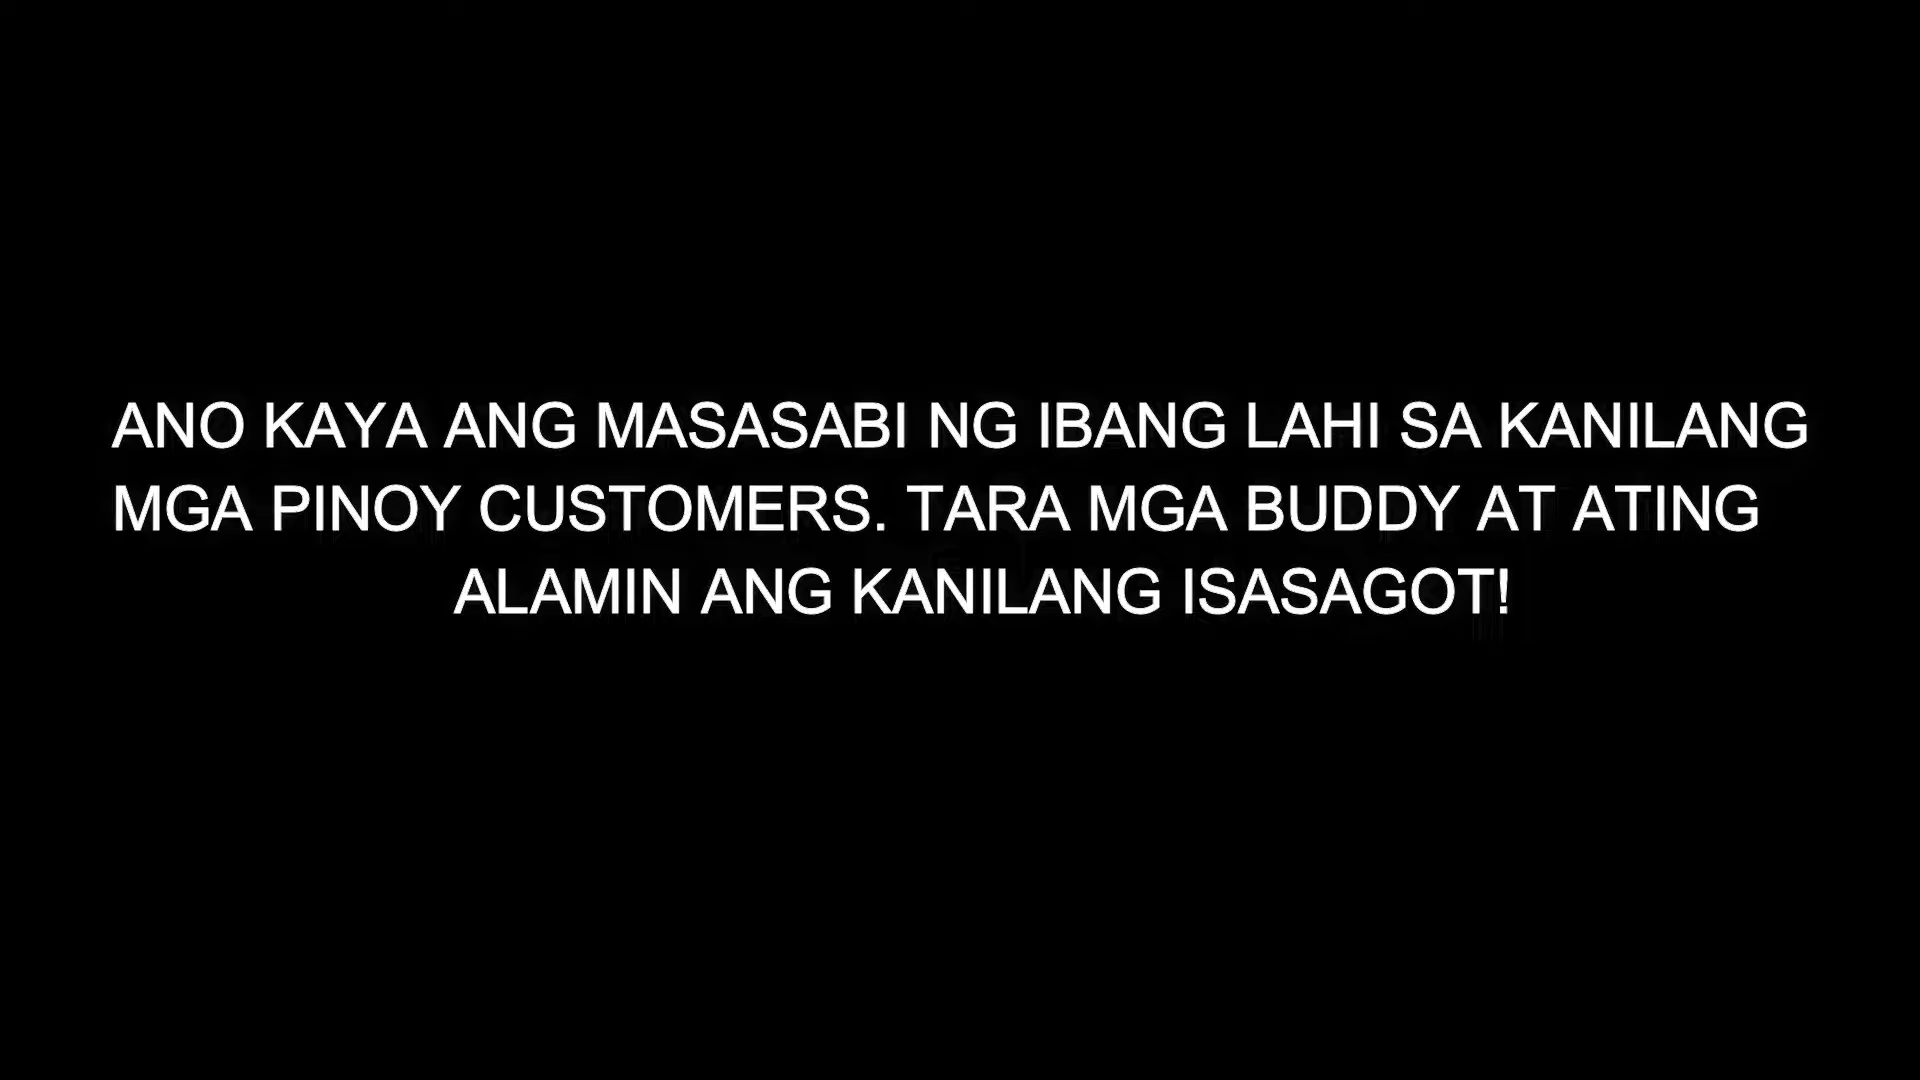 ANO KAYA ANG MASASABI NG IBANG LAHI SA KANILANG
MGA PINOY CUSTOMERS. TARA MGA BUDDY AT ATING
ALAMIN ANG KANILANG ISASAGOT!